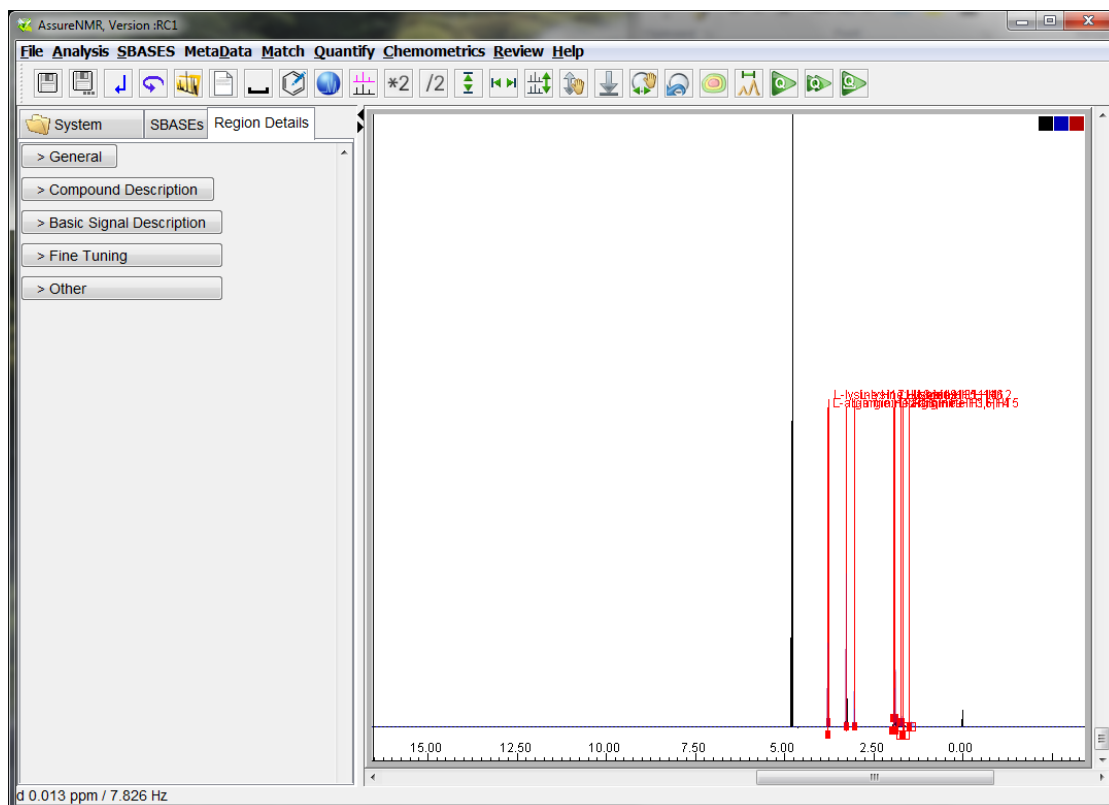 AssureNMR, Version :RC1
File Analysis SBASES MetaData Match Quantify Chemometrics Review Help
*2 /2
System SBASEs Region Details
> General
> Compound Description
> Basic Signal Description
> Fine Tuning
> Other
15.00 12.50 10.00 7.50 5.00 2.50 0.00
d 0.013 ppm / 7.826 Hz